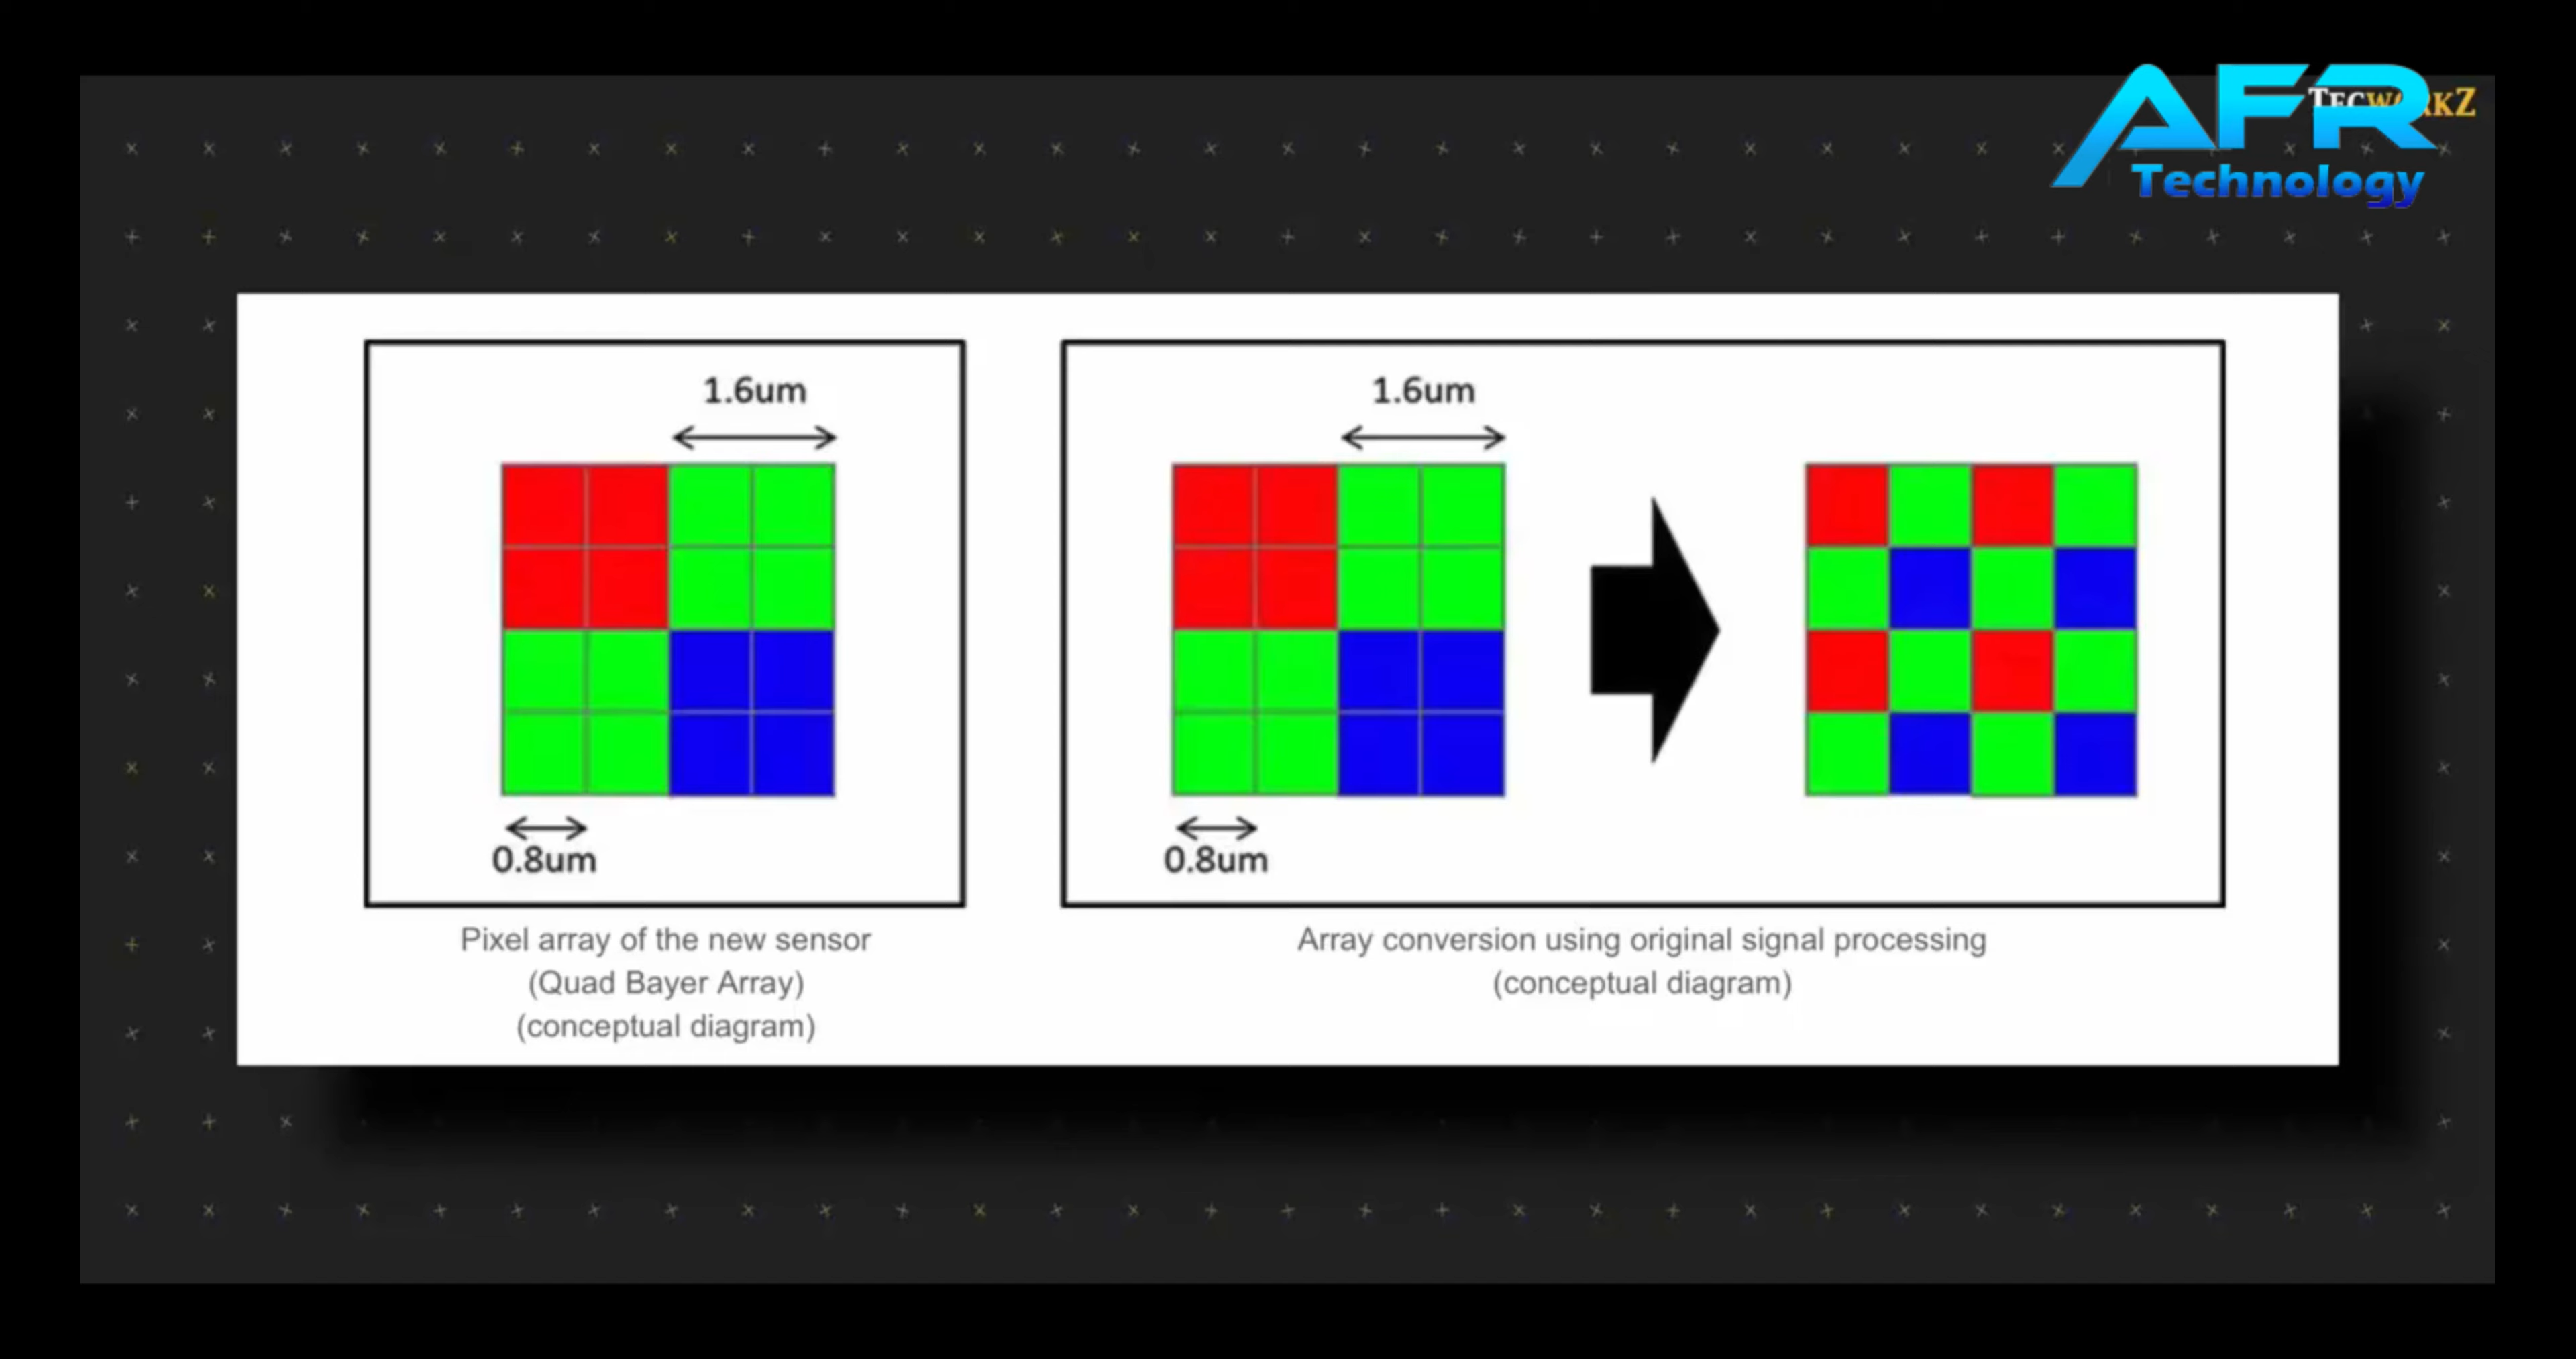 AFR
Technology
1.6um
0.8um
Pixel array of the new sensor
(Quad Bayer Array)
(conceptual diagram)
1.6um
0.8um
Array conversion using original signal processing
(conceptual diagram)